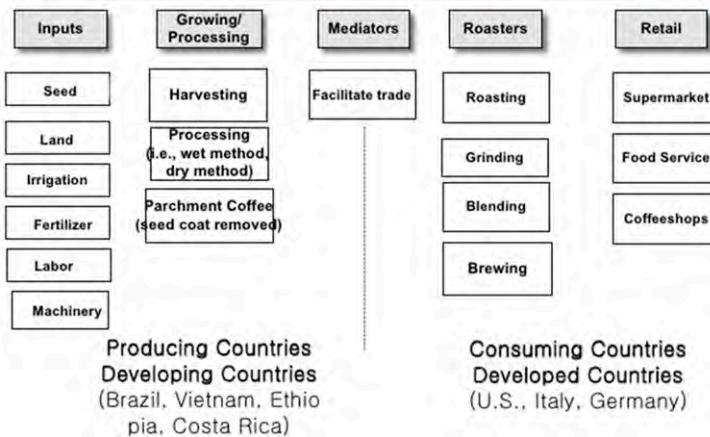 Inputs
Growing/
Processing
Mediators
Roasters
Retail
Seed
Land
Irrigation
Fertilizer
Labor
Machinery
Harvesting
Processing
(i.e., wet method,
dry method)
Parchment Coffee
(seed coat removed)
Facilitate trade
Roasting
Grinding
Blending
Brewing
Supermarket
Food Service
Coffeeshops
Producing Countries
Developing Countries
(Brazil, Vietnam, Ethio
pia, Costa Rica)
Consuming Countries
Developed Countries
(U.S., Italy, Germany)